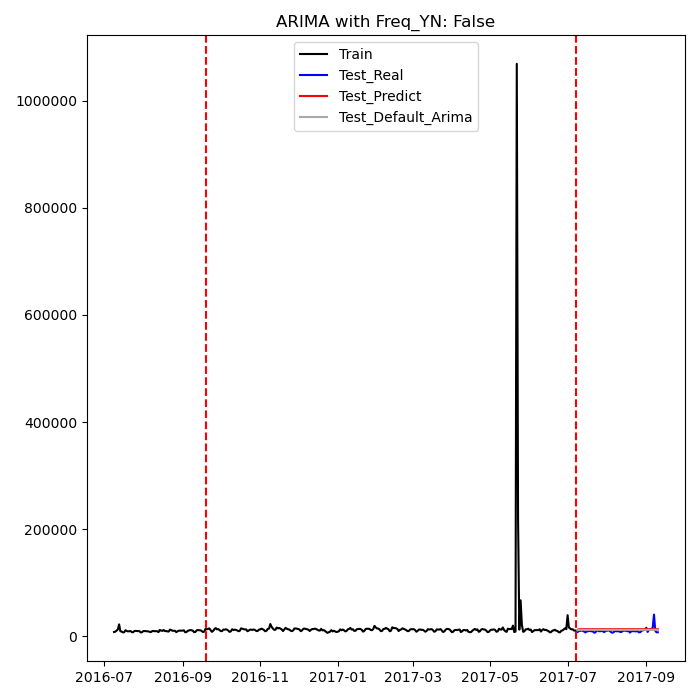 ARIMA with Freq_YN: False
Train
Test_Real
Test_Predict
Test_Default_Arima
1000000
800000
600000
400000
200000
0
2016-07 2016-09 2016-11 2017-01 2017-03 2017-05 2017-07 2017-09